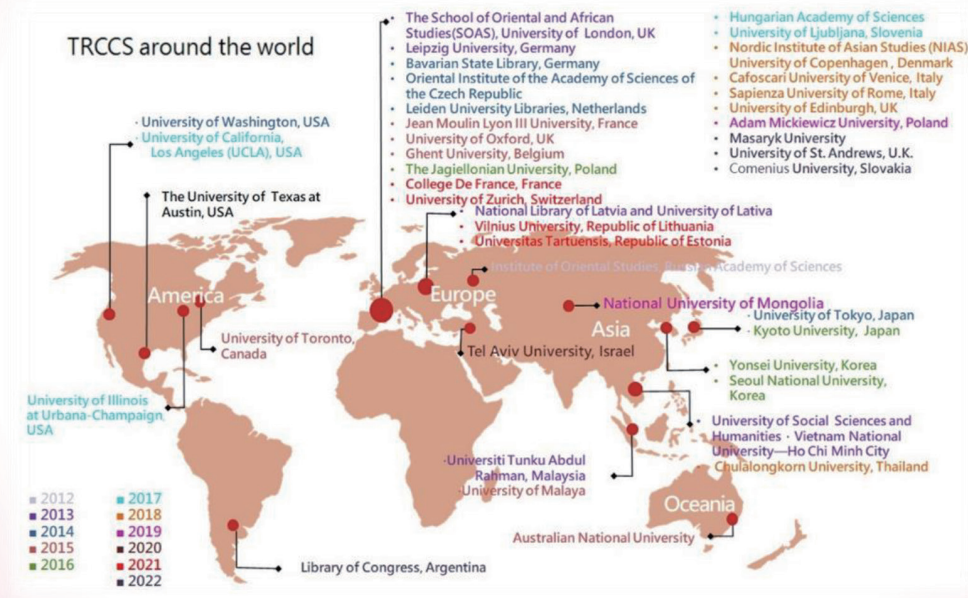 TRCCS around the world
• The School of Oriental and African
Studies(SOAS), University of London, UK
• Leipzig University, Germany
• Bavarian State Library, Germany
• Oriental Institute of the Academy of Sciences of
the Czech Republic
• Leiden University Libraries, Netherlands
• Jean Moulin Lyon III University, France
• University of Oxford, UK
• Ghent University, Belgium
• The Jagiellonian University, Poland
• College De France, France
• University of Zurich, Switzerland
• Hungarian Academy of Sciences
• University of Ljubljana, Slovenia
• Nordic Institute of Asian Studies (NIAS)
University of Copenhagen , Denmark
• Cafoscari University of Venice, Italy
• Sapienza University of Rome, Italy
• University of Edinburgh, UK
• Adam Mickiewicz University, Poland
• Masaryk University
• University of St. Andrews, U.K.
• Comenius University, Slovakia
· University of Washington, USA
· University of California,
Los Angeles (UCLA), USA
The University of Texas at
Austin, USA
• National Library of Latvia and University of Lativa
• Vilnius University, Republic of Lithuania
• Universitas Tartuensis, Republic of Estonia
Institute of Oriental Studies, Russian Academy of Sciences
America
Europe
Asia
National University of Mongolia
· University of Tokyo, Japan
· Kyoto University, Japan
University of Toronto,
Canada
Tel Aviv University, Israel
• Yonsei University, Korea
• Seoul National University,
Korea
University of Illinois
at Urbana-Champaign,
USA
• University of Social Sciences and
Humanities · Vietnam National
University—Ho Chi Minh City
• Chulalongkorn University, Thailand
·Universiti Tunku Abdul
Rahman, Malaysia
·University of Malaya
Oceania
Australian National University
Library of Congress, Argentina
2012
2013
2014
2015
2016
2017
2018
2019
2020
2021
2022